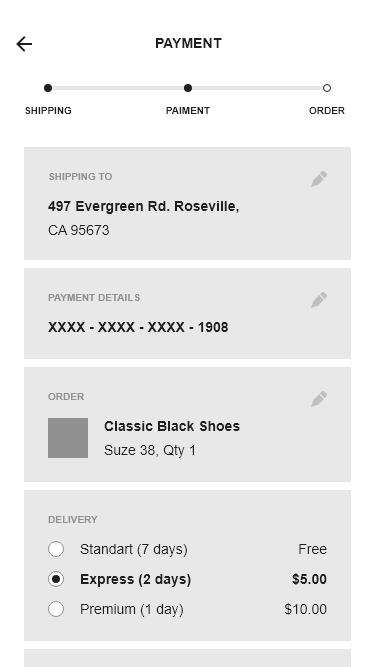 PAYMENT
SHIPPING PAIMENT ORDER
SHIPPING TO
497 Evergreen Rd. Roseville,
CA 95673
PAYMENT DETAILS
XXXX - XXXX - XXXX - 1908
ORDER
Classic Black Shoes
Suze 38, Qty 1
DELIVERY
Standart (7 days) Free
Express (2 days) $5.00
Premium (1 day) $10.00